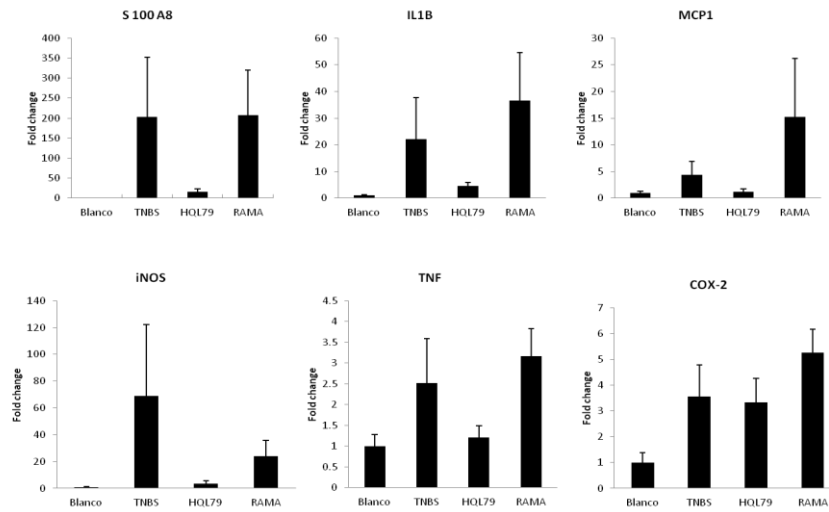 S 100 A8
Fold change
400
350
300
250
200
150
100
50
0
Blanco TNBS HQL79 RAMA
IL1B
Fold change
60
50
40
30
20
10
0
Blanco TNBS HQL79 RAMA
MCP1
Fold change
30
25
20
15
10
5
0
Blanco TNBS HQL79 RAMA
iNOS
Fold change
140
120
100
80
60
40
20
0
Blanco TNBS HQL79 RAMA
TNF
Fold change
4.5
4
3.5
3
2.5
2
1.5
1
0.5
0
Blanco TNBS HQL79 RAMA
COX-2
Fold change
7
6
5
4
3
2
1
0
Blanco TNBS HQL79 RAMA